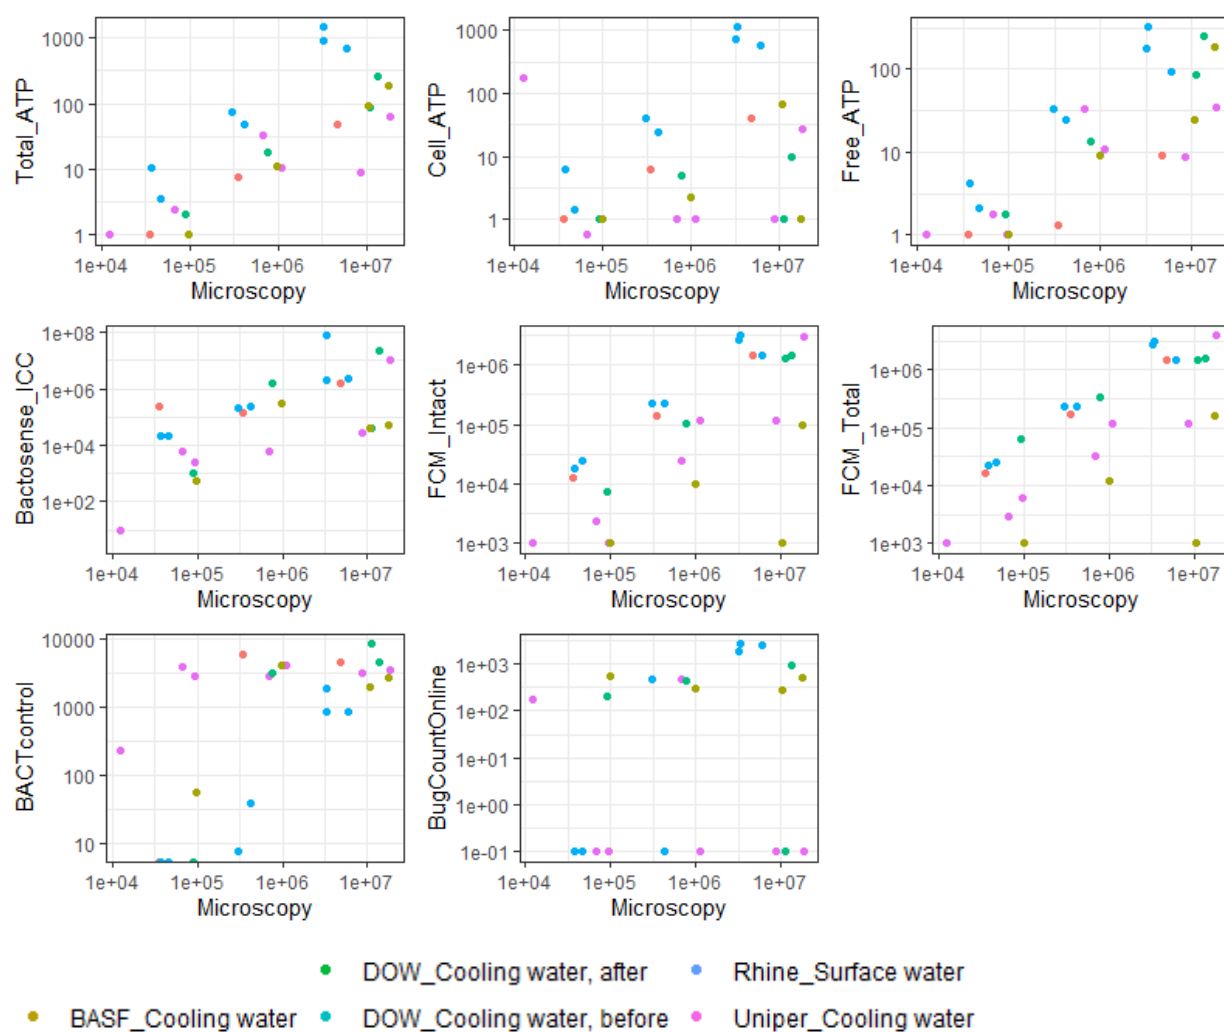 Total_ATP
1000
100
10
1
1e+04 1e+05 1e+06 1e+07
Microscopy
Cell_ATP
1000
100
10
1
1e+04 1e+05 1e+06 1e+07
Microscopy
Free_ATP
100
10
1
1e+04 1e+05 1e+06 1e+07
Microscopy
Bactosense_ICC
1e+08
1e+06
1e+04
1e+02
1e+04 1e+05 1e+06 1e+07
Microscopy
FCM_Intact
1e+06
1e+05
1e+04
1e+03
1e+04 1e+05 1e+06 1e+07
Microscopy
FCM_Total
1e+06
1e+05
1e+04
1e+03
1e+04 1e+05 1e+06 1e+07
Microscopy
BACTcontrol
10000
1000
100
10
1e+04 1e+05 1e+06 1e+07
Microscopy
BugCountOnline
1e+03
1e+02
1e+01
1e+00
1e-01
1e+04 1e+05 1e+06 1e+07
Microscopy
DOW_Cooling water, after Rhine_Surface water
BASF_Cooling water DOW_Cooling water, before Uniper_Cooling water